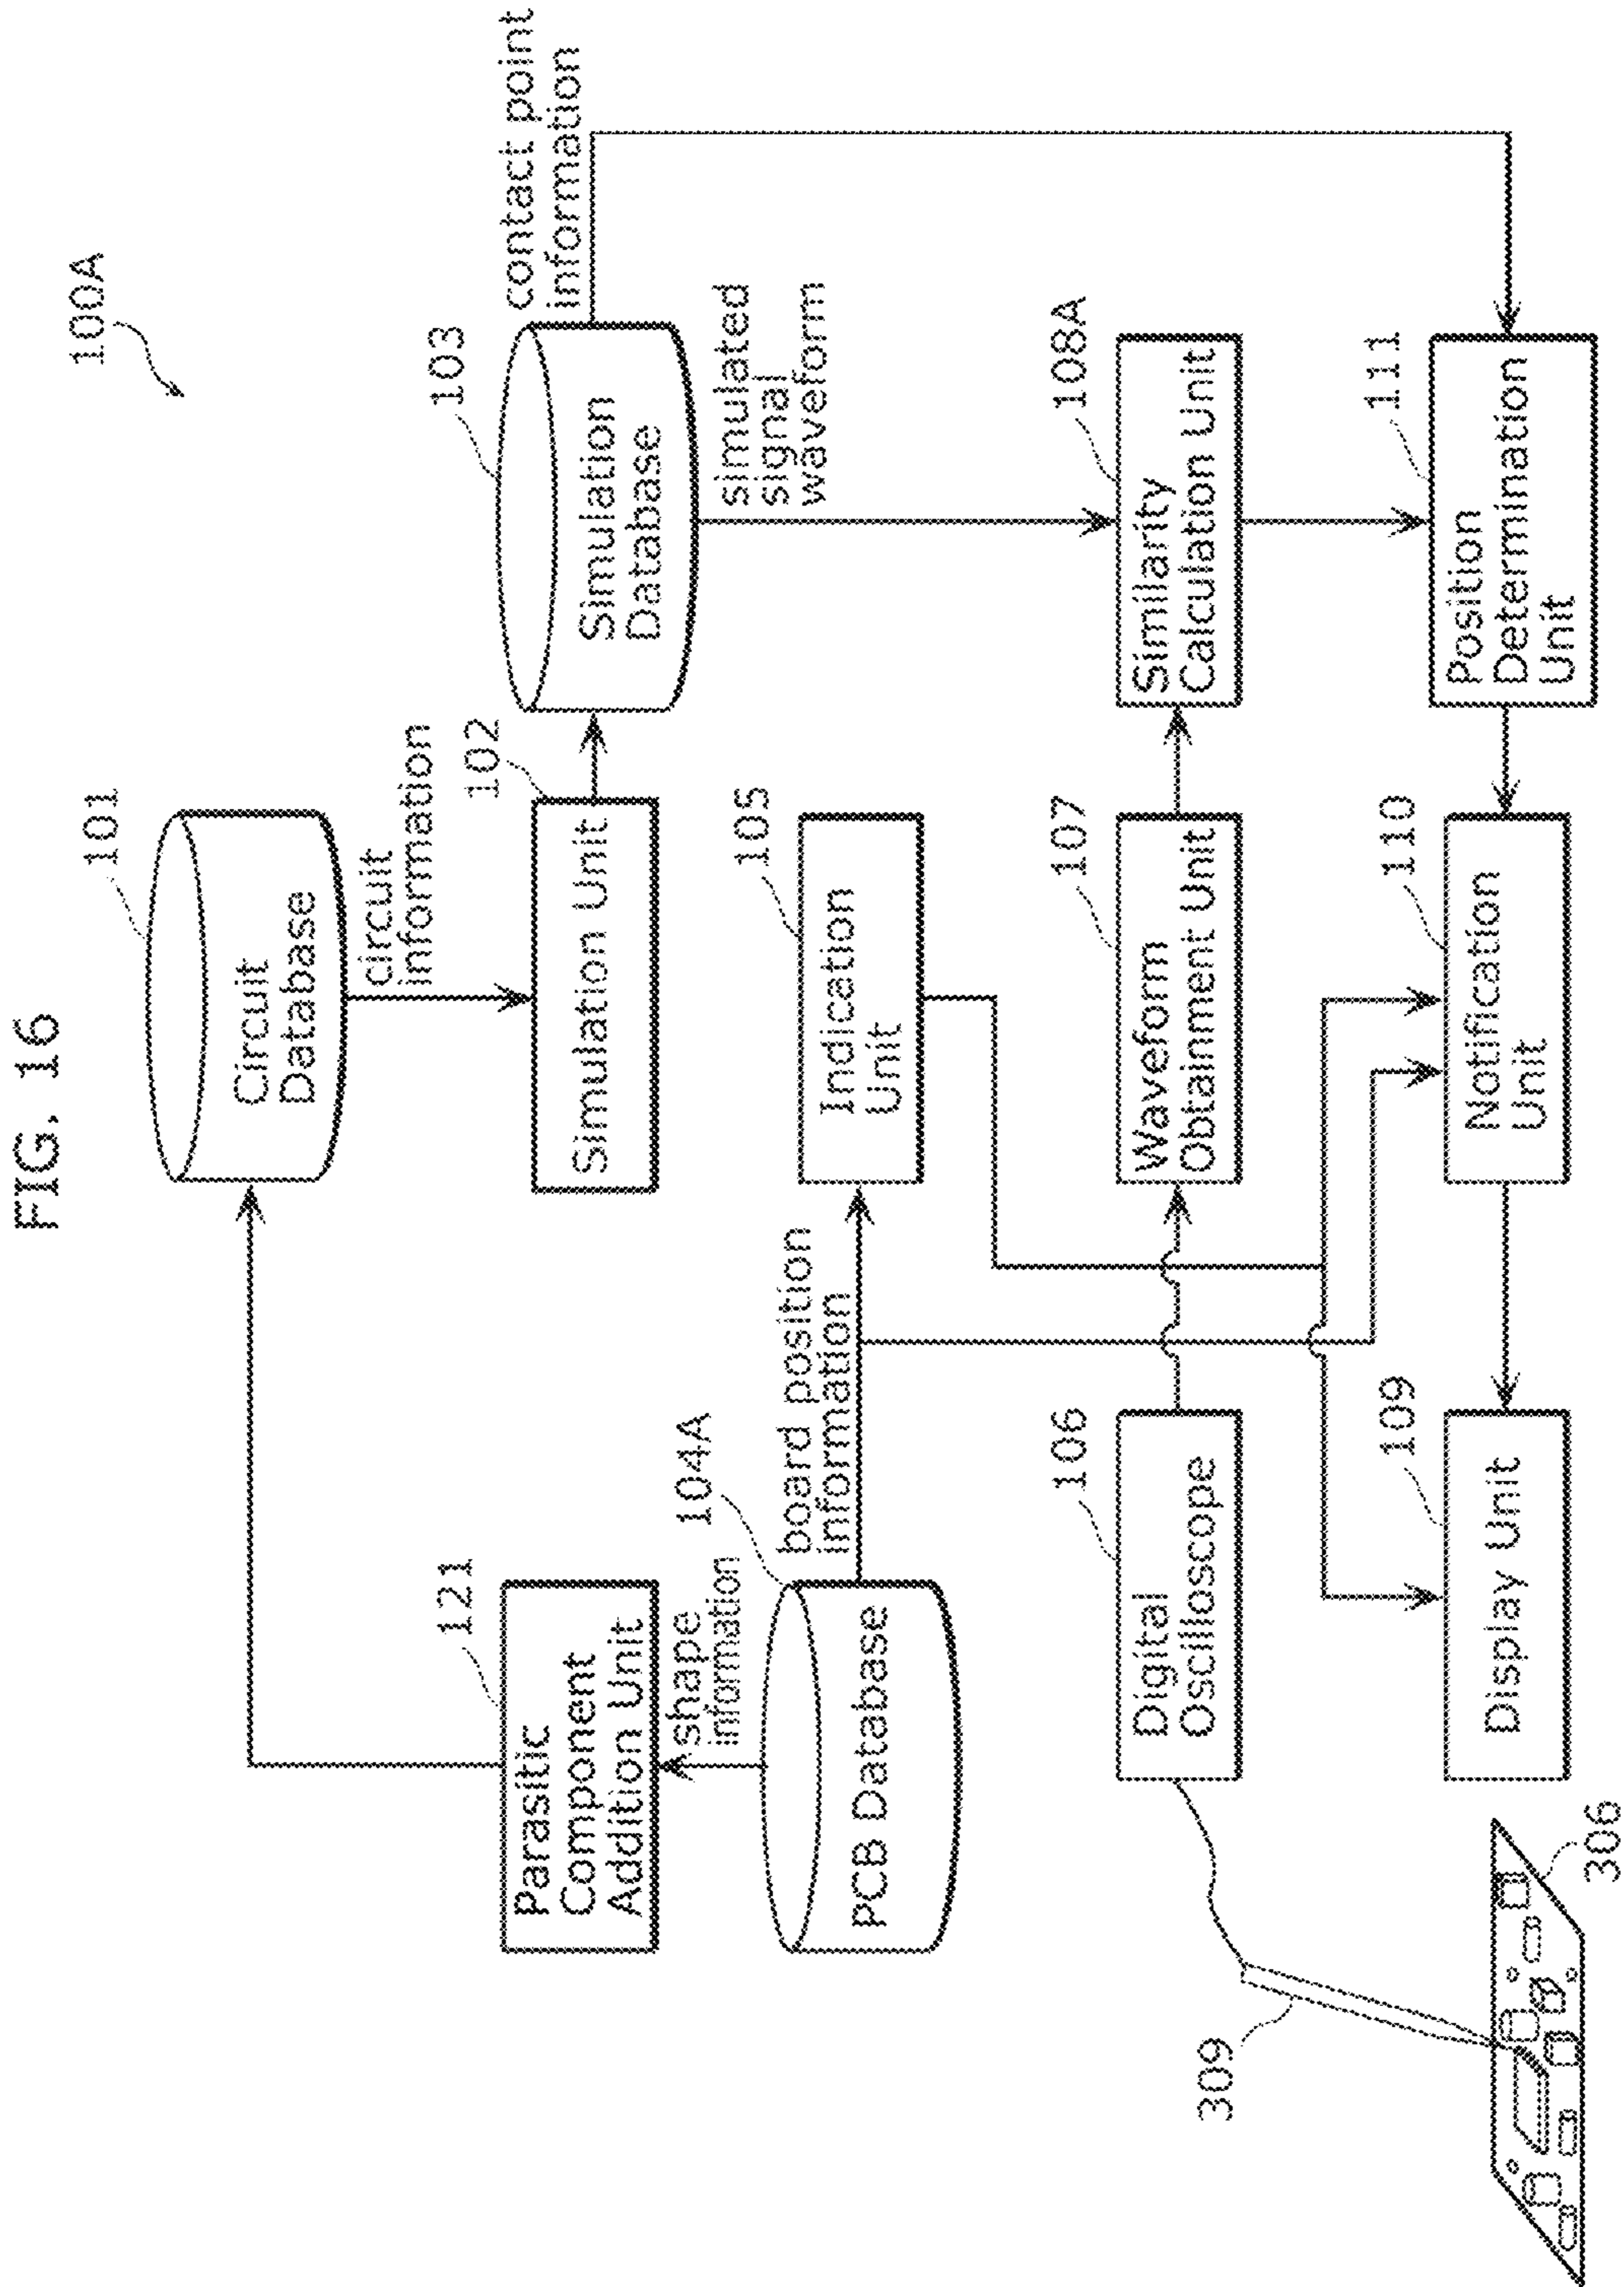 FIG. 16
100A
101
Circuit
Database
circuit
information
102
Simulation Unit
103
Simulation
Database
contact point
information
simulated
signal
waveform
121
Parasitic
Component
Addition Unit
shape
information
104A
PCB Database
board position
information
105
Indication
Unit
106
Digital
Oscilloscope
107
Waveform
Obtainment Unit
108A
Similarity
Calculation Unit
109
Display Unit
110
Notification
Unit
111
Position
Determination
Unit
309
306